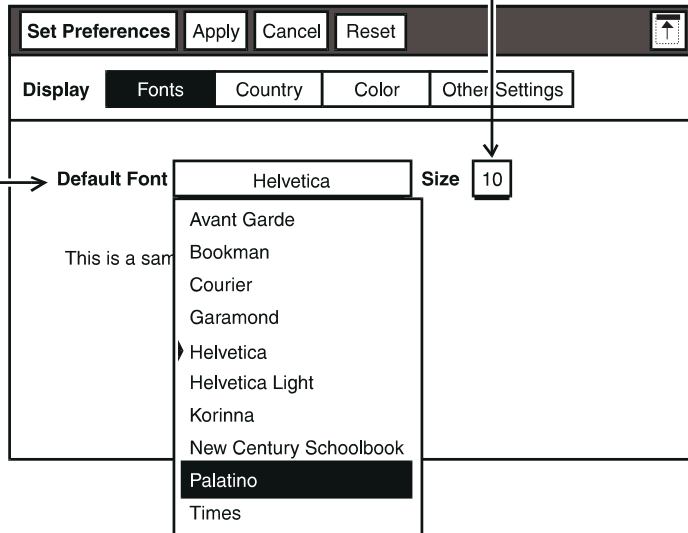 Set Preferences Apply Cancel Reset
Display Fonts Country Color Other Settings
Default Font Helvetica Size 10
Avant Garde
This is a sam
Bookman
Courier
Garamond
Helvetica
Helvetica Light
Korinna
New Century Schoolbook
Palatino
Times